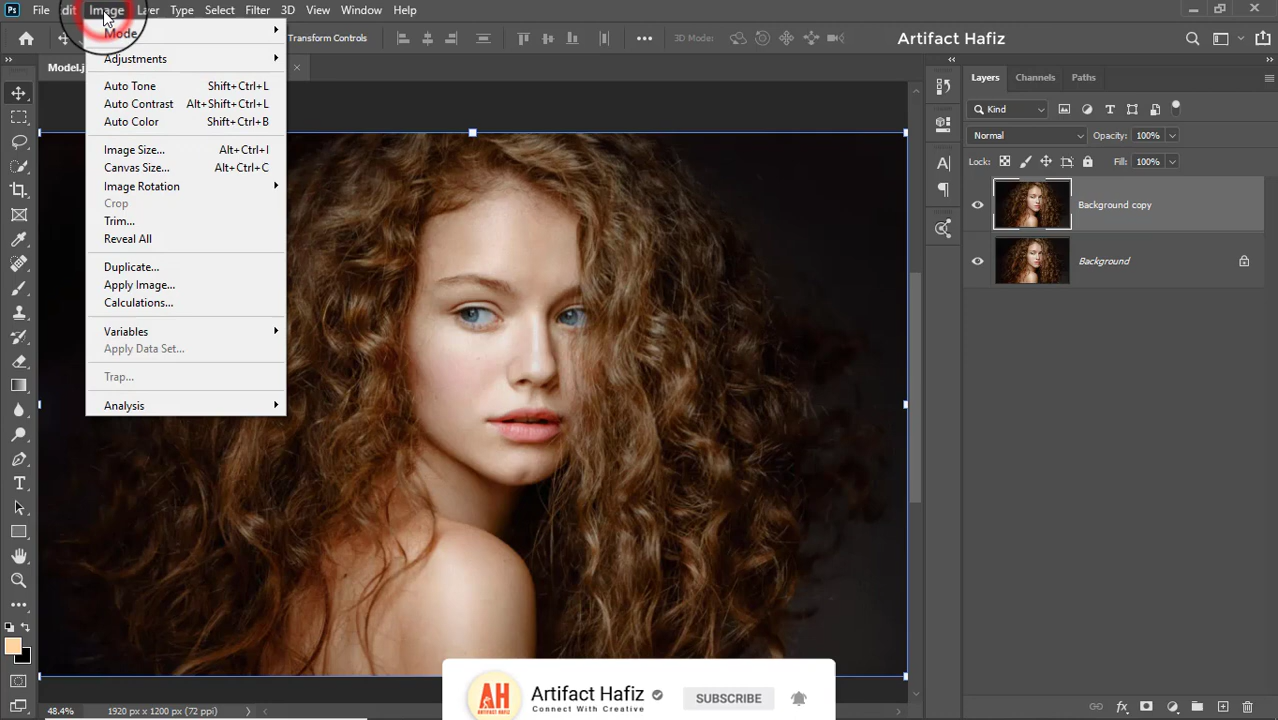 Ps File dit Image ayer Type Select Filter 3D View Window Help
Transform Controls 3D Mode: Artifact Hafiz
Model.j
Mode
Adjustments
Auto Tone Shift+Ctrl+L
Auto Contrast Alt+Shift+Ctrl+L
Auto Color Shift+Ctrl+B
Image Size... Alt+Ctrl+I
Canvas Size... Alt+Ctrl+C
Image Rotation
Crop
Trim...
Reveal All
Duplicate...
Apply Image...
Calculations...
Variables
Apply Data Set...
Trap...
Analysis
Layers Channels Paths
Kind
Normal Opacity: 100%
Lock: Fill: 100%
Background copy
Background
AH
ARTIFACT HAFIZ
Artifact Hafiz
Connect With Creative
SUBSCRIBE
48.4% 1920 px x 1200 px (72 ppi)